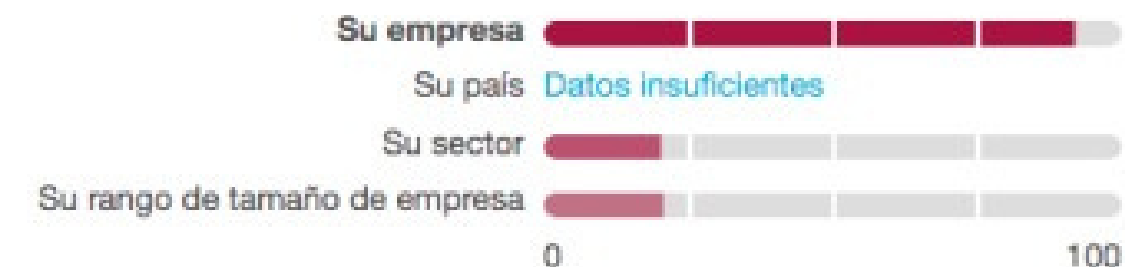 Su empresa
Su país Datos insuficientes
Su sector
Su rango de tamaño de empresa
0 100